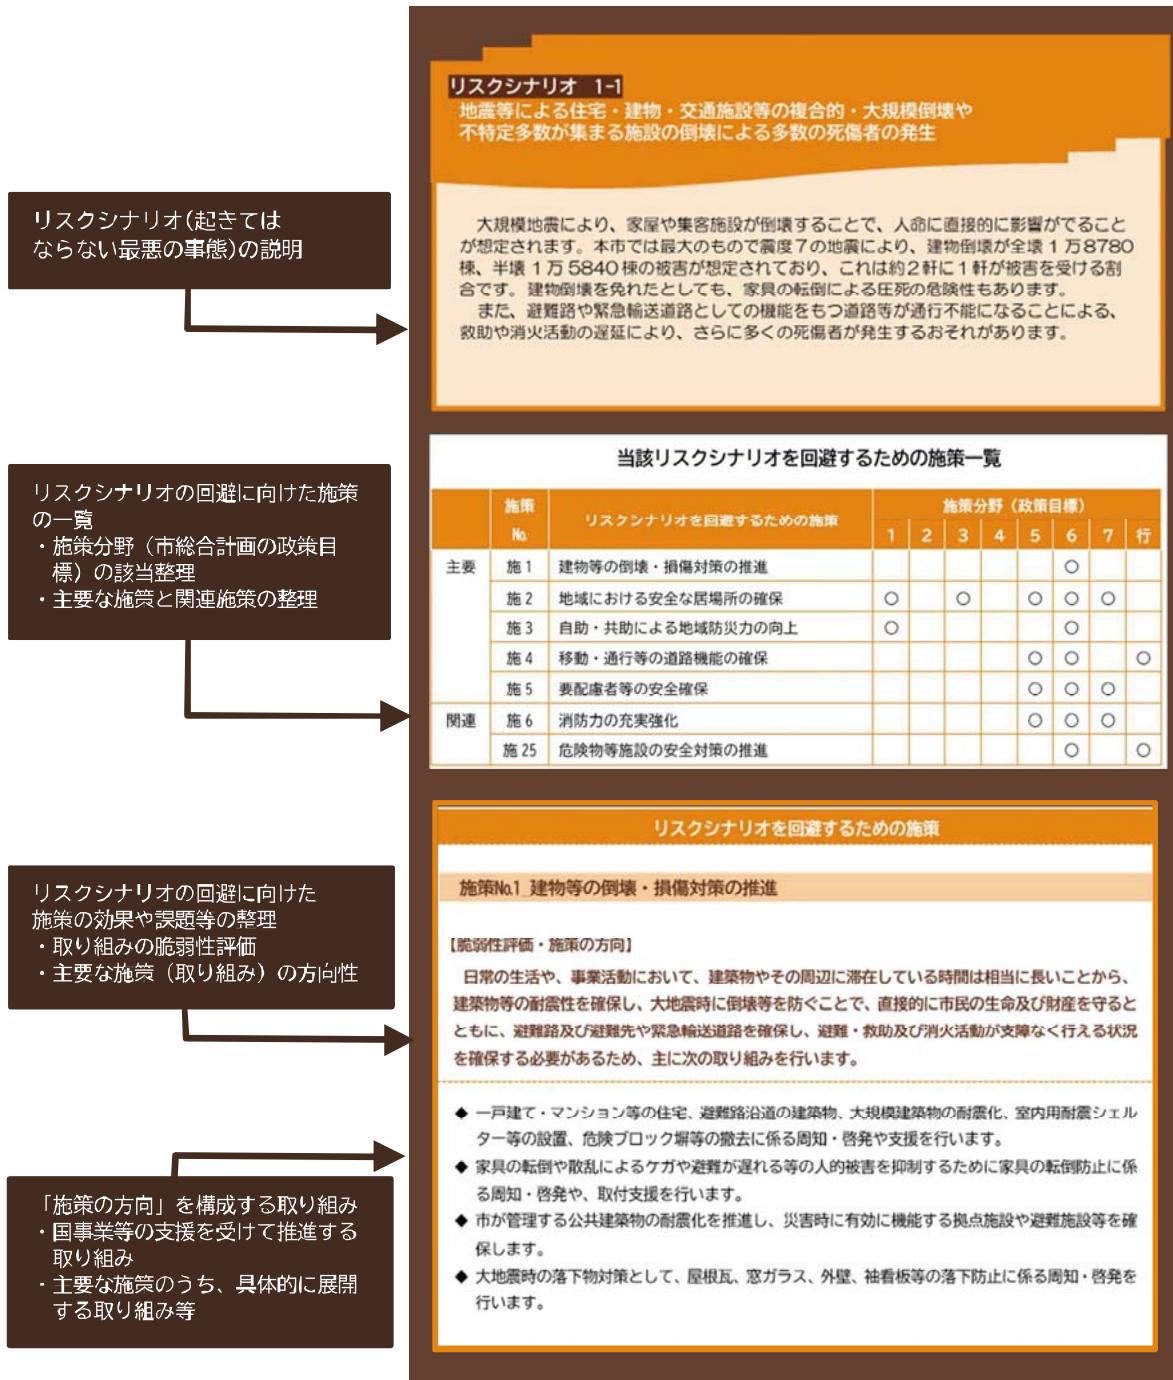 リスクシナリオ(起きては
ならない最悪の事態)の説明
リスクシナリオ 1-1
地震等による住宅・建物・交通施設等の複合的・大規模倒壊や
不特定多数が集まる施設の倒壊による多数の死傷者の発生
大規模地震により、家屋や集客施設が倒壊することで、人命に直接的に影響がでること
が想定されます。本市では最大のもので震度７の地震により、建物倒壊が全壊１万8780
棟、半壊１万5840棟の被害が想定されており、これは約２軒に１軒が被害を受ける割
合です。建物倒壊を免れたとしても、家具の転倒による圧死の危険性もあります。
また、避難路や緊急輸送道路としての機能をもつ道路等が通行不能になることによる、
救助や消火活動の遅延により、さらに多くの死傷者が発生するおそれがあります。
リスクシナリオの回避に向けた施策
の一覧
・施策分野（市総合計画の政策目
標）の該当整理
・主要な施策と関連施策の整理
当該リスクシナリオを回避するための施策一覧
施策 No. リスクシナリオを回避するための施策 施策分野（政策目標）
1 2 3 4 5 6 7 行
主要 施1 建物等の倒壊・損傷対策の推進 ○
施2 地域における安全な居場所の確保 ○ ○ ○ ○ ○
施3 自助・共助による地域防災力の向上 ○ ○
施4 移動・通行等の道路機能の確保 ○ ○ ○
施5 要配慮者等の安全確保 ○ ○ ○
関連 施6 消防力の充実強化 ○ ○ ○
施25 危険物等施設の安全対策の推進 ○ ○
リスクシナリオの回避に向けた
施策の効果や課題等の整理
・取り組みの脆弱性評価
・主要な施策（取り組み）の方向性
リスクシナリオを回避するための施策
施策No.1_建物等の倒壊・損傷対策の推進
【脆弱性評価・施策の方向】
日常の生活や、事業活動において、建築物やその周辺に滞在している時間は相当に長いことから、
建築物等の耐震性を確保し、大地震時に倒壊等を防ぐことで、直接的に市民の生命及び財産を守ると
ともに、避難路及び避難先や緊急輸送道路を確保し、避難・救助及び消火活動が支障なく行える状況
を確保する必要があるため、主に次の取り組みを行います。
「施策の方向」を構成する取り組み
・国事業等の支援を受けて推進する
取り組み
・主要な施策のうち、具体的に展開
する取り組み等
◆ 一戸建て・マンション等の住宅、避難路沿道の建築物、大規模建築物の耐震化、室内用耐震シェル
ター等の設置、危険ブロック塀等の撤去に係る周知・啓発や支援を行います。
◆ 家具の転倒や散乱によるケガや避難が遅れる等の人的被害を抑制するために家具の転倒防止に係
る周知・啓発や、取付支援を行います。
◆ 市が管理する公共建築物の耐震化を推進し、災害時に有効に機能する拠点施設や避難施設等を確
保します。
◆ 大地震時の落下物対策として、屋根瓦、窓ガラス、外壁、袖看板等の落下防止に係る周知・啓発を
行います。